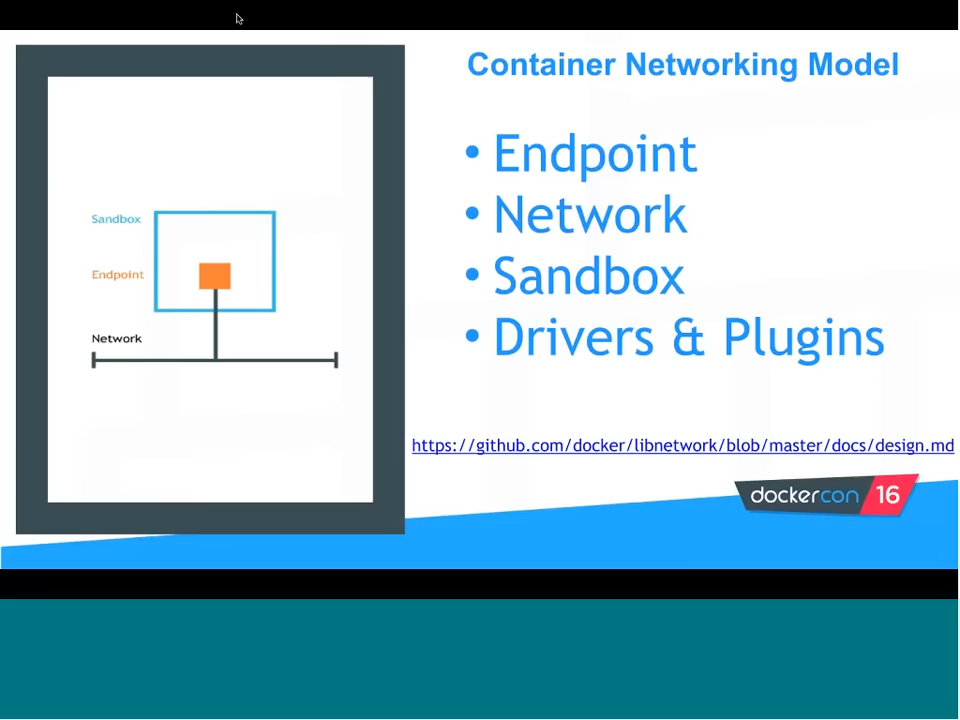 Container Networking Model
Sandbox
Endpoint
Network
• Endpoint
• Network
• Sandbox
• Drivers & Plugins
https://github.com/docker/libnetwork/blob/master/docs/design.md
dockercon 16